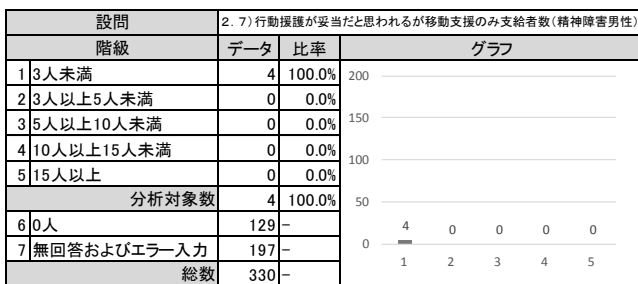 設問 2．7）行動援護が妥当だと思われるが移動支援のみ支給者数（精神障害男性）
階級 データ 比率 グラフ
1 3人未満 4 100.0%
2 3人以上5人未満 0 0.0%
3 5人以上10人未満 0 0.0%
4 10人以上15人未満 0 0.0%
5 15人以上 0 0.0%
分析対象数 4 100.0%
6 0人 129 −
7 無回答およびエラー入力 197 −
総数 330 −
200
150
100
50
0
4 0 0 0 0
1 2 3 4 5